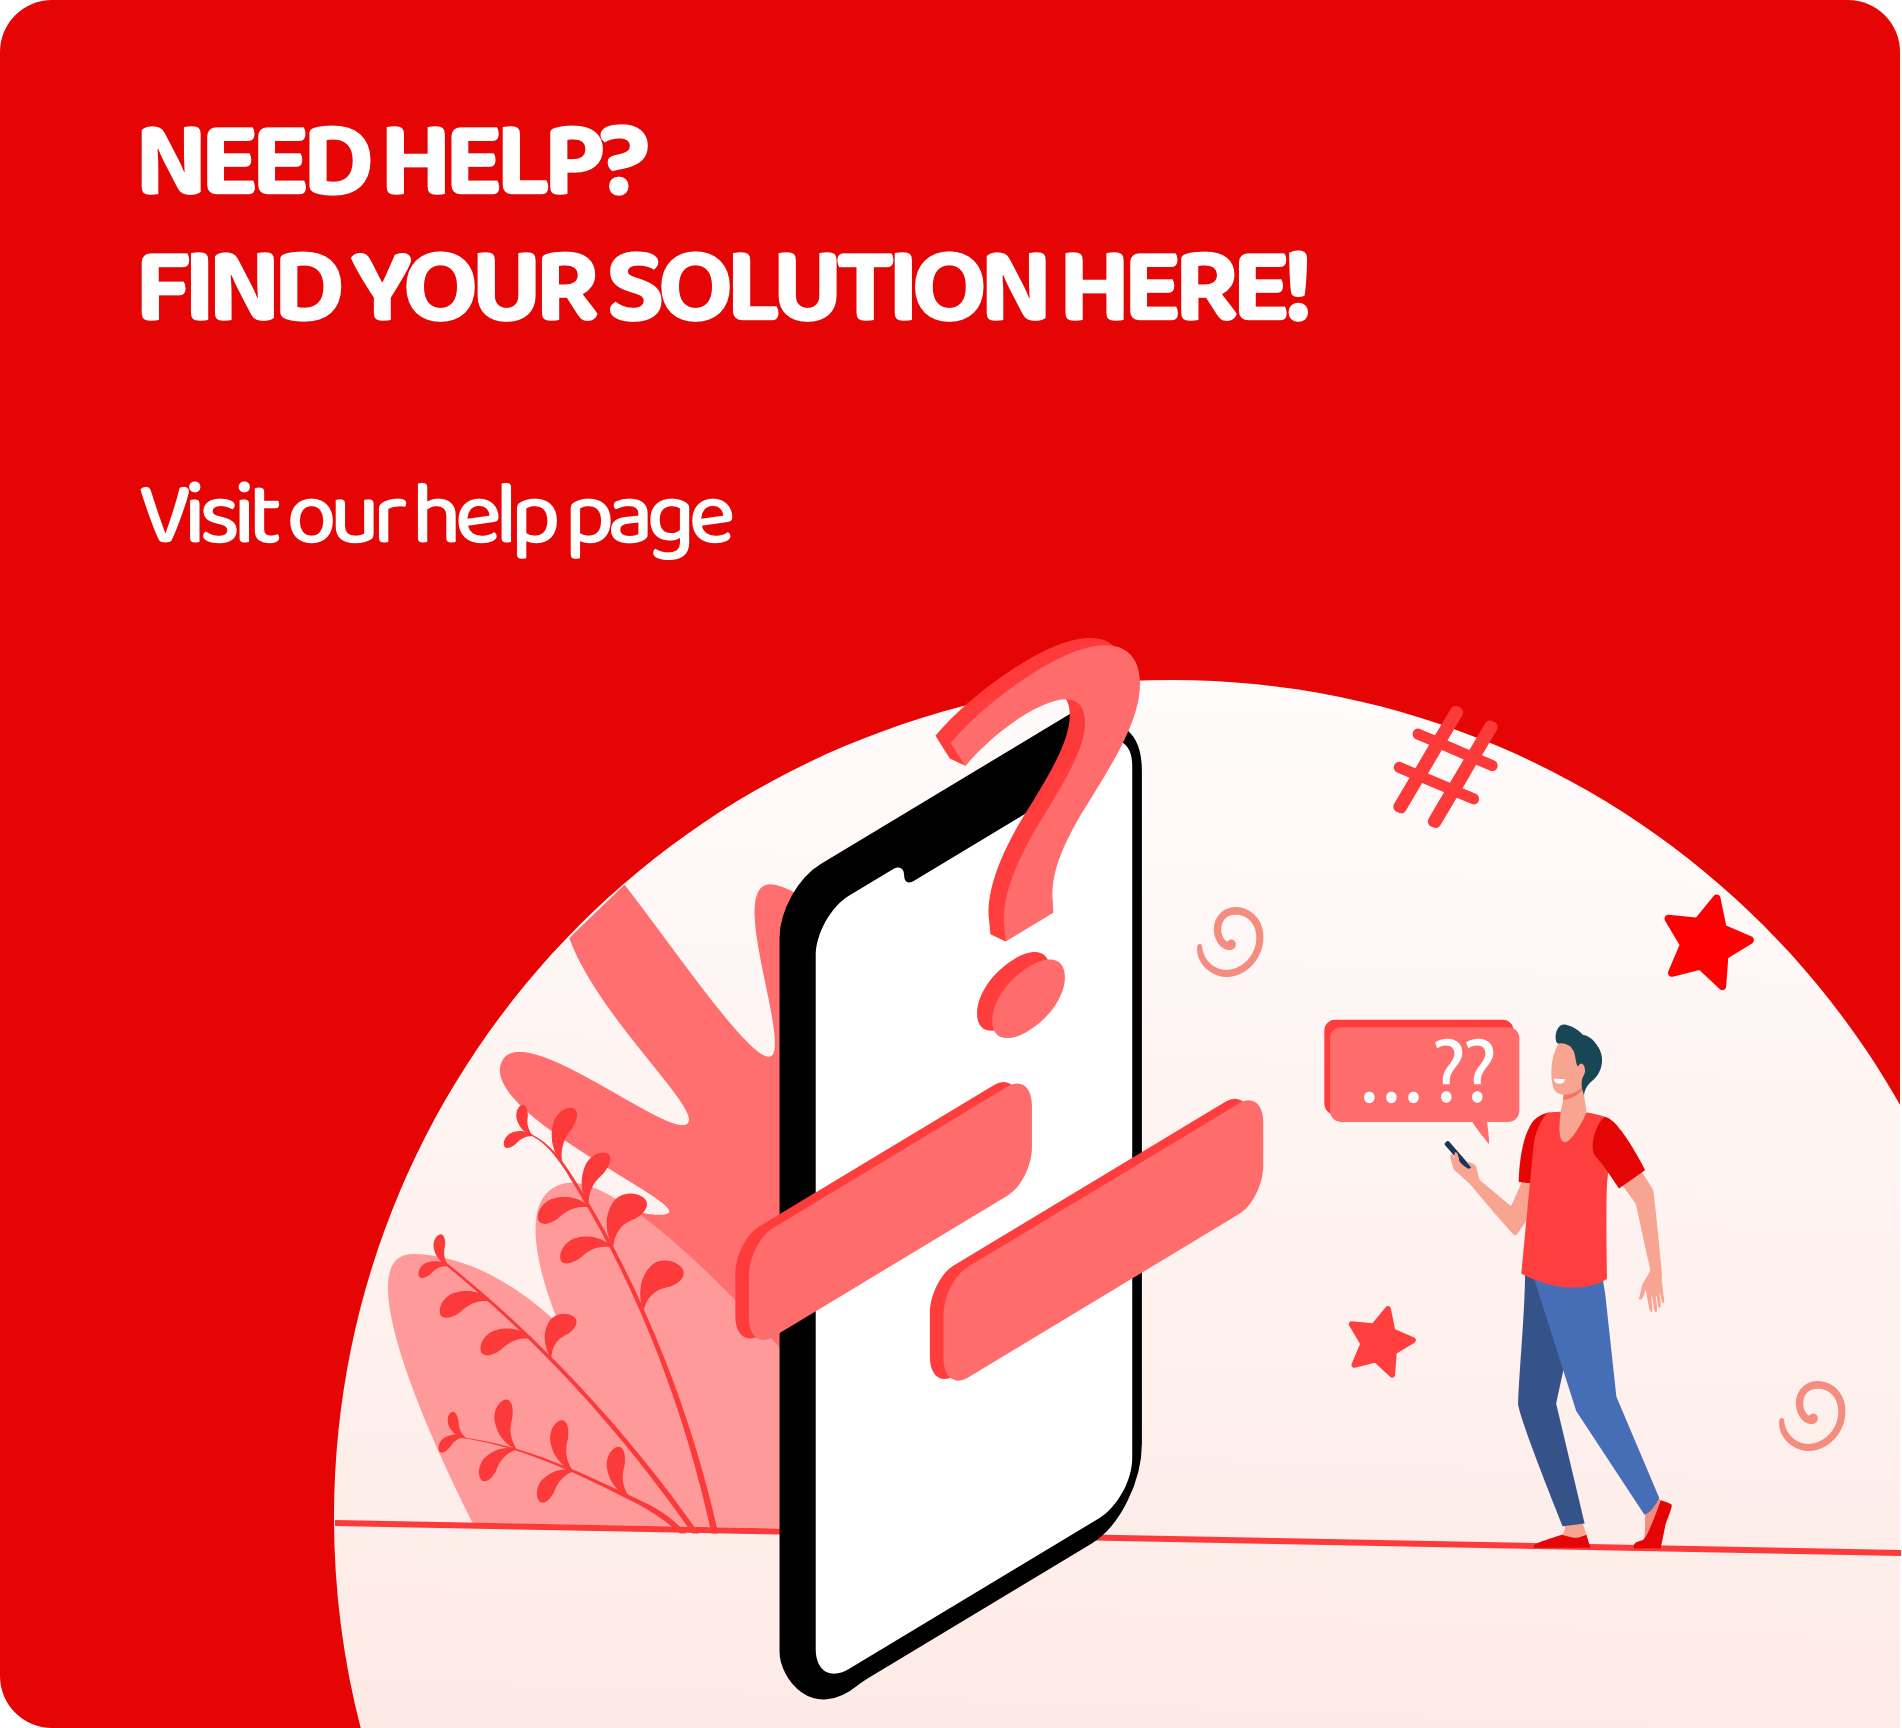 NEED HELP?
FIND YOUR SOLUTION HERE!
Visit our help page
?
#
...??